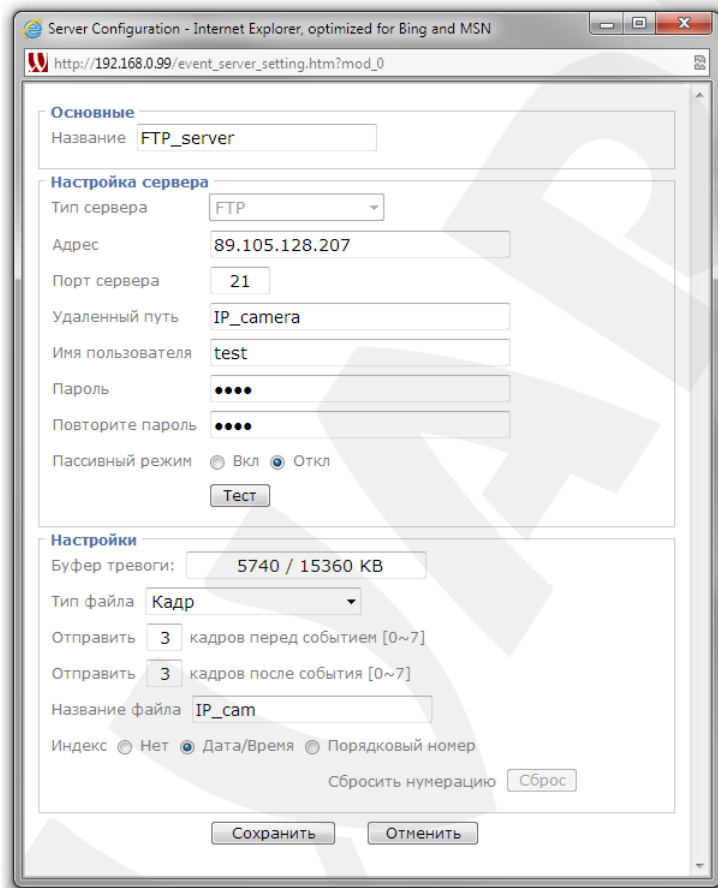 Server Configuration - Internet Explorer, optimized for Bing and MSN
http://192.168.0.99/event_server_setting.htm?mod_0
Основные
Название FTP_server
Настройка сервера
Тип сервера FTP
Адрес 89.105.128.207
Порт сервера 21
Удаленный путь IP_camera
Имя пользователя test
Пароль ••••
Повторите пароль ••••
Пассивный режим Вкл Откл
Тест
Настройки
Буфер тревоги: 5740 / 15360 KB
Тип файла Кадр
Отправить 3 кадров перед событием [0~7]
Отправить 3 кадров после события [0~7]
Название файла IP_cam
Индекс Нет Дата/Время Порядковый номер
Сбросить нумерацию Сброс
Сохранить Отменить